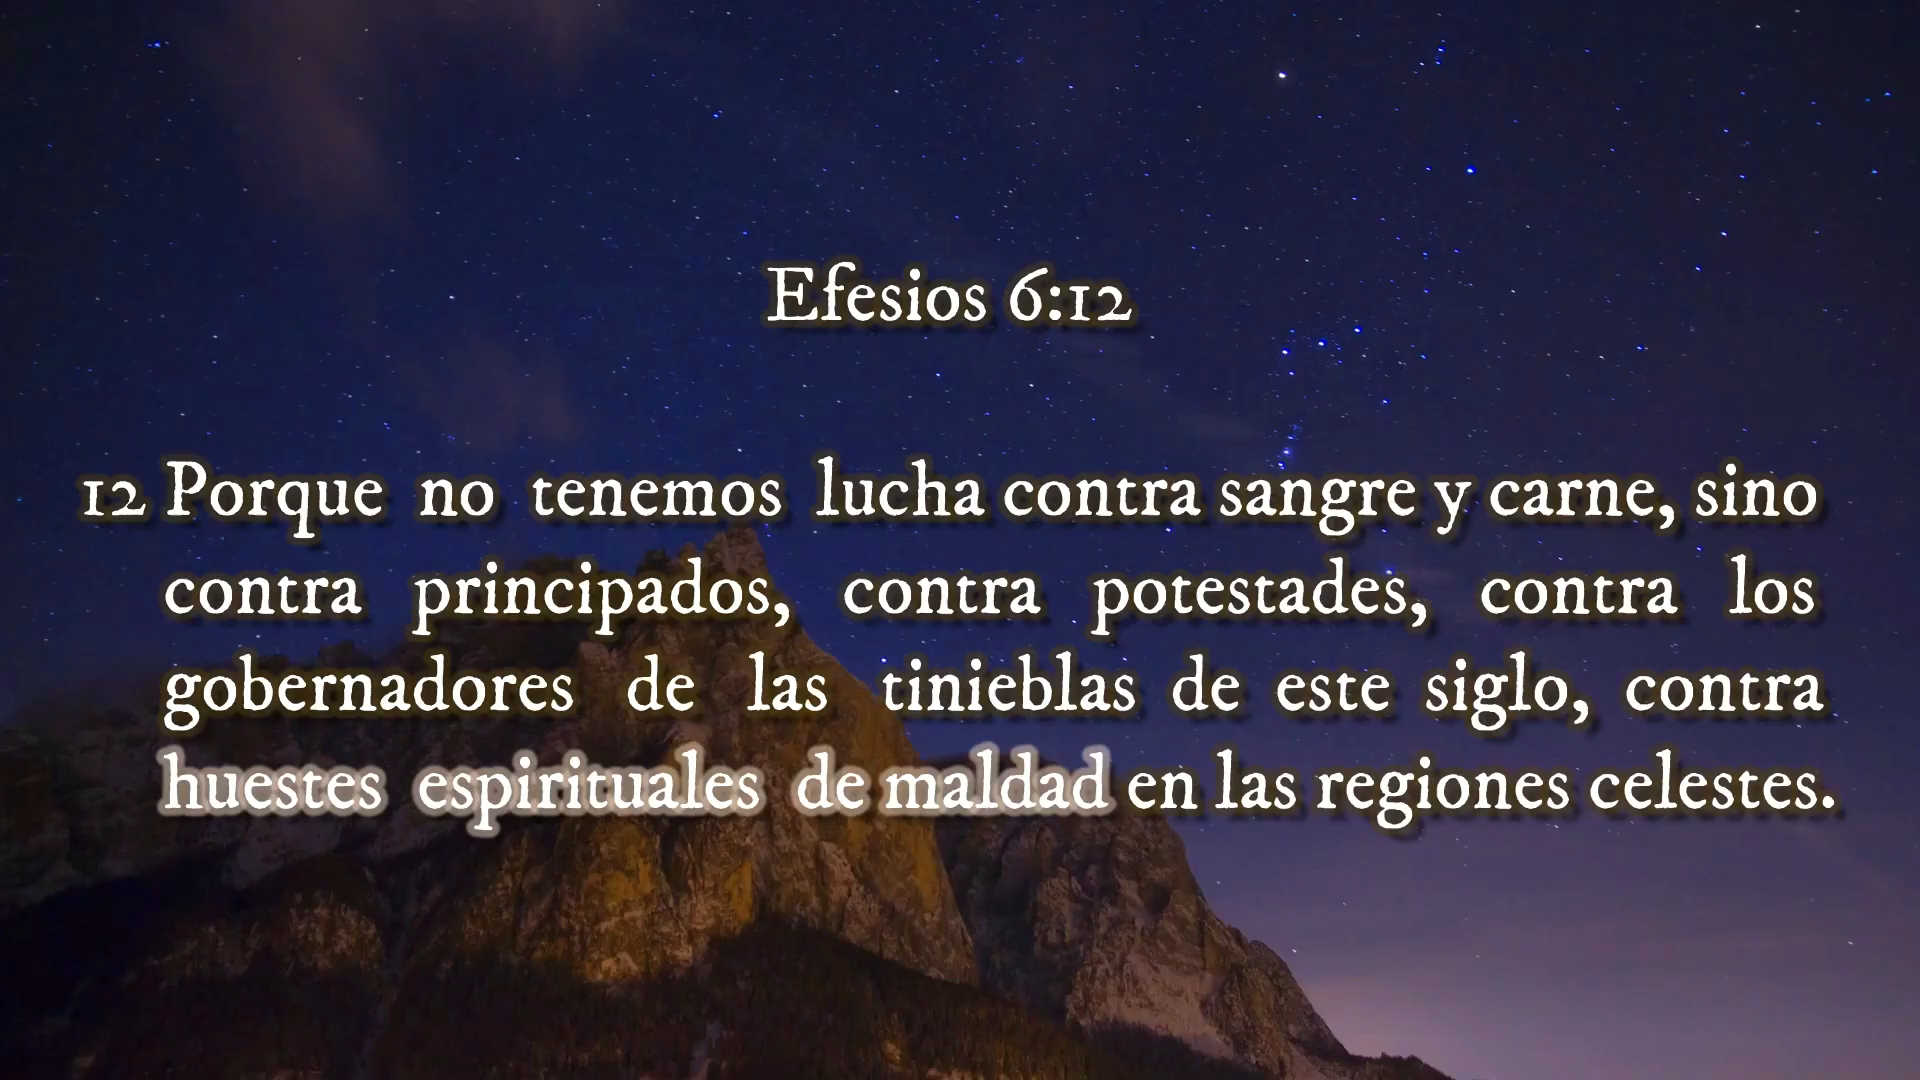 Efesios 6:12
12 Porque no tenemos lucha contra sangre y carne, sino
contra principados, contra potestades, contra los
gobernadores de las tinieblas de este siglo, contra
huestes espirituales de maldad en las regiones celestes.